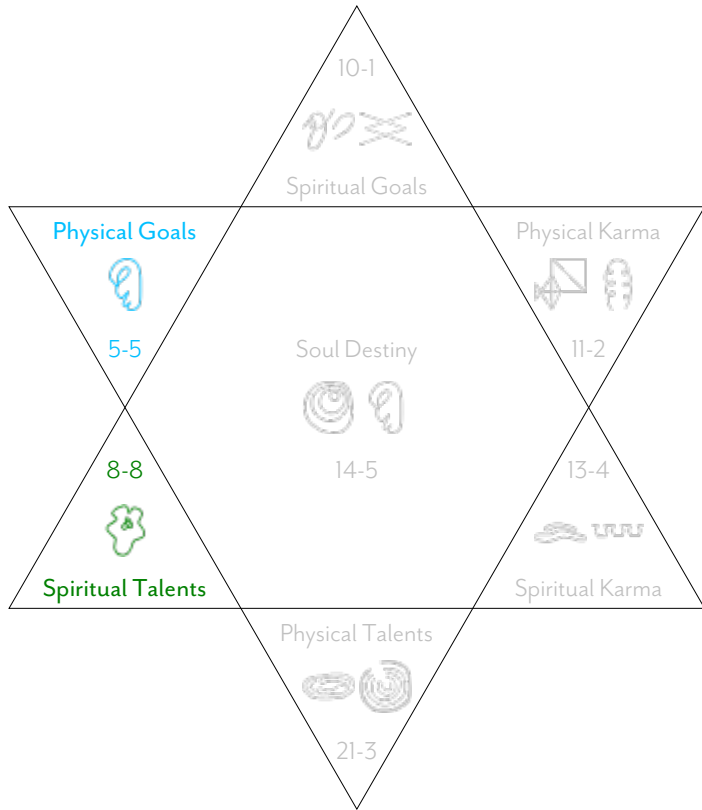 10-1
Spiritual Goals
Physical Goals
5-5
Physical Karma
11-2
Soul Destiny
14-5
8-8
Spiritual Talents
13-4
Spiritual Karma
Physical Talents
21-3